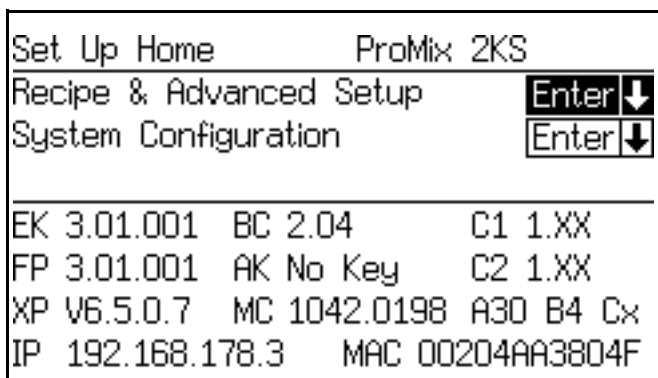 Set Up Home ProMix 2KS
Recipe & Advanced Setup Enter
System Configuration Enter
EK 3.01.001 BC 2.04 C1 1.XX
FP 3.01.001 AK No Key C2 1.XX
XP V6.5.0.7 MC 1042.0198 A30 B4 Cx
IP 192.168.178.3 MAC 00204AA3804F